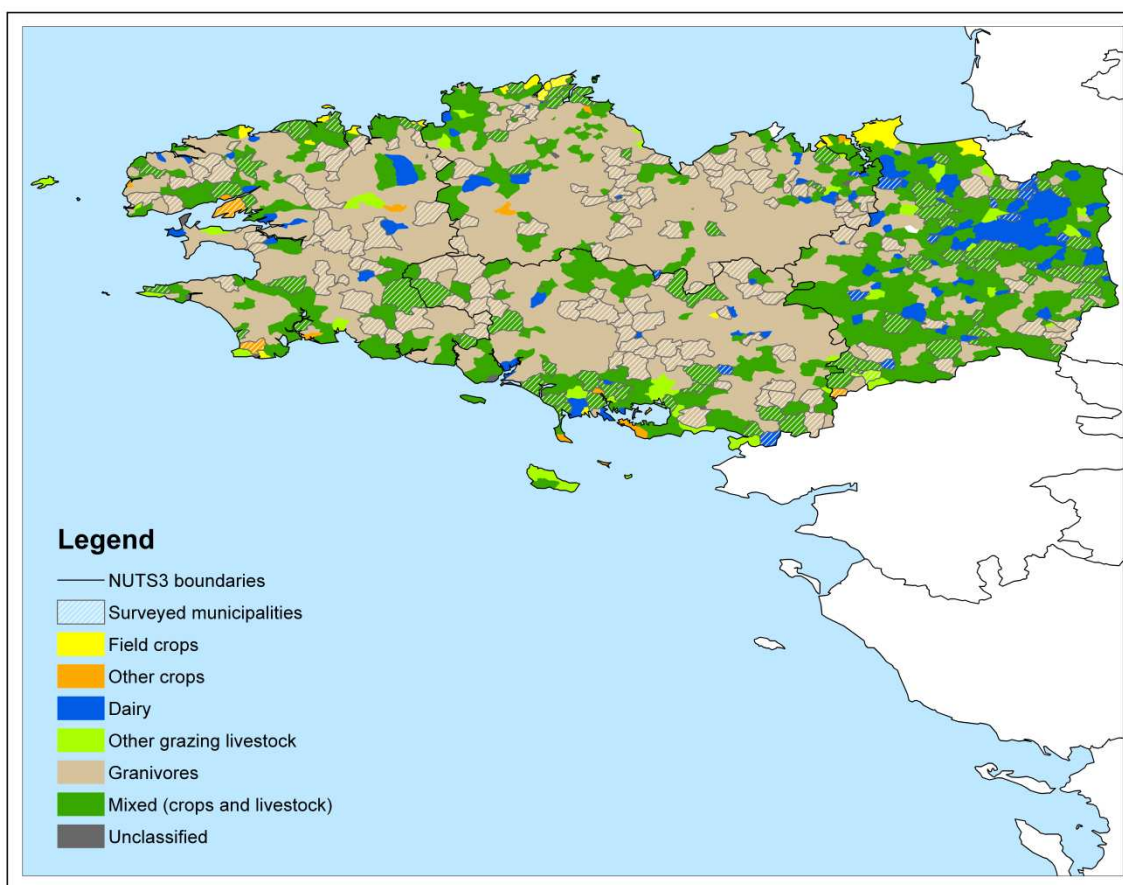 Legend
NUTS3 boundaries
Surveyed municipalities
Field crops
Other crops
Dairy
Other grazing livestock
Granivores
Mixed (crops and livestock)
Unclassified